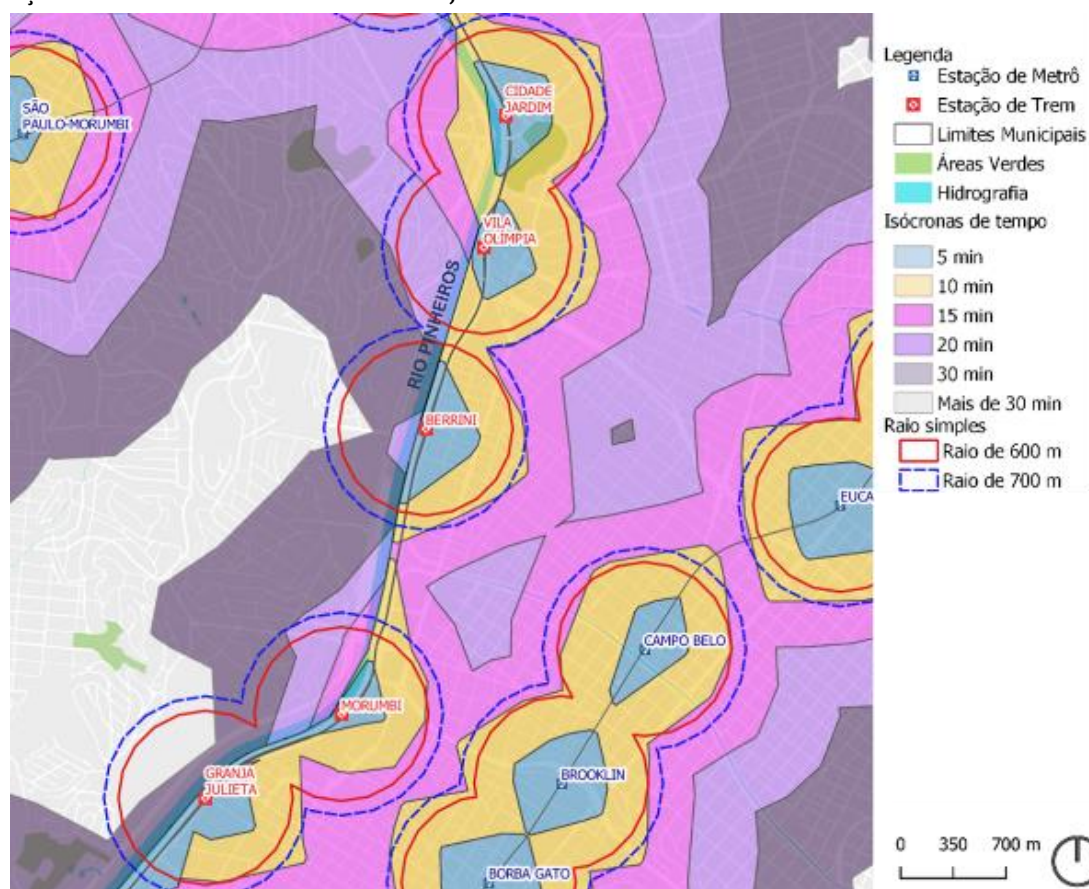 SÃO
PAULO-MORUMBI
CIDADE
JARDIM
VILA
OLÍMPIA
RIO PINHEIROS
BERRINI
EUCA
CAMPO BELO
MORUMBI
GRANJA
JULIETA
BROOKLIN
BORBA GATO
Legenda
Estação de Metrô
Estação de Trem
Limites Municipais
Áreas Verdes
Hidrografia
Isócronas de tempo
5 min
10 min
15 min
20 min
30 min
Mais de 30 min
Raio simples
Raio de 600 m
Raio de 700 m
0 350 700 m